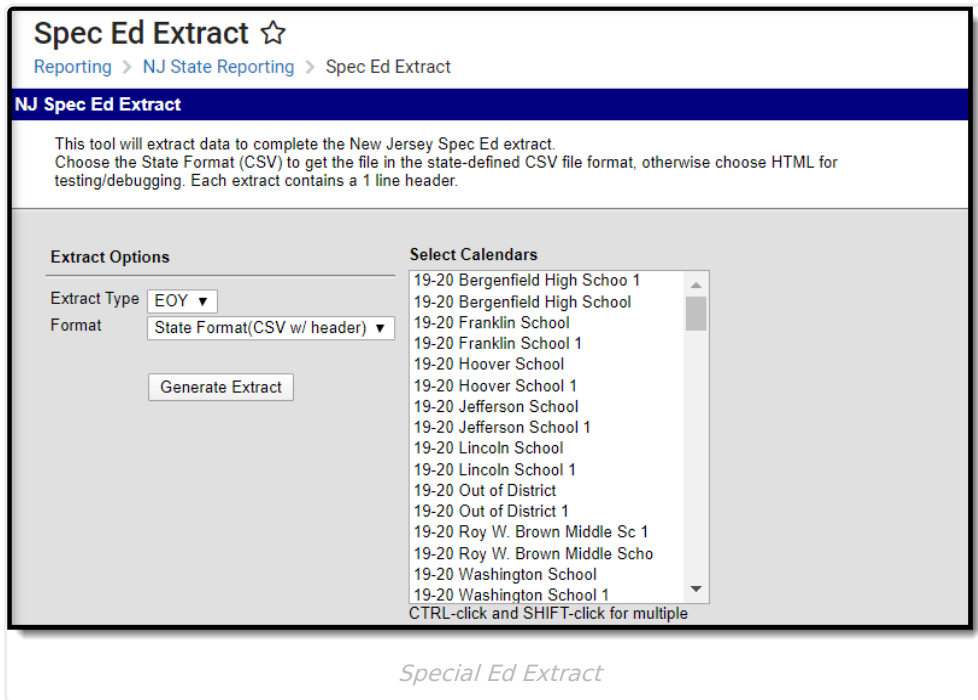 Spec Ed Extract ☆
Reporting > NJ State Reporting > Spec Ed Extract
NJ Spec Ed Extract
This tool will extract data to complete the New Jersey Spec Ed extract.
Choose the State Format (CSV) to get the file in the state-defined CSV file format, otherwise choose HTML for
testing/debugging. Each extract contains a 1 line header.
Extract Options
Extract Type EOY ▼
Format State Format(CSV w/ header) ▼
Generate Extract
Select Calendars
19-20 Bergenfield High Schoo 1
19-20 Bergenfield High School
19-20 Franklin School
19-20 Franklin School 1
19-20 Hoover School
19-20 Hoover School 1
19-20 Jefferson School
19-20 Jefferson School 1
19-20 Lincoln School
19-20 Lincoln School 1
19-20 Out of District
19-20 Out of District 1
19-20 Roy W. Brown Middle Sc 1
19-20 Roy W. Brown Middle Scho
19-20 Washington School
19-20 Washington School 1
CTRL-click and SHIFT-click for multiple
Special Ed Extract